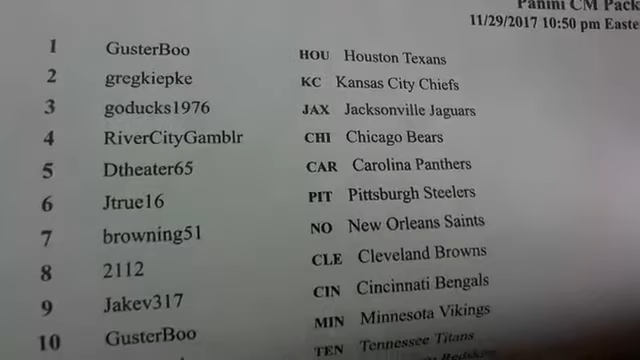 Panini CM Pack
11/29/2017 10:50 pm Easte
1 GusterBoo HOU Houston Texans
2 gregkiepke KC Kansas City Chiefs
3 goducks1976 JAX Jacksonville Jaguars
4 RiverCityGamblr CHI Chicago Bears
5 Dtheater65 CAR Carolina Panthers
6 Jtrue16 PIT Pittsburgh Steelers
7 browning51 NO New Orleans Saints
8 2112 CLE Cleveland Browns
9 Jakev317 CIN Cincinnati Bengals
10 GusterBoo MIN Minnesota Vikings
TEN Tennessee Titans